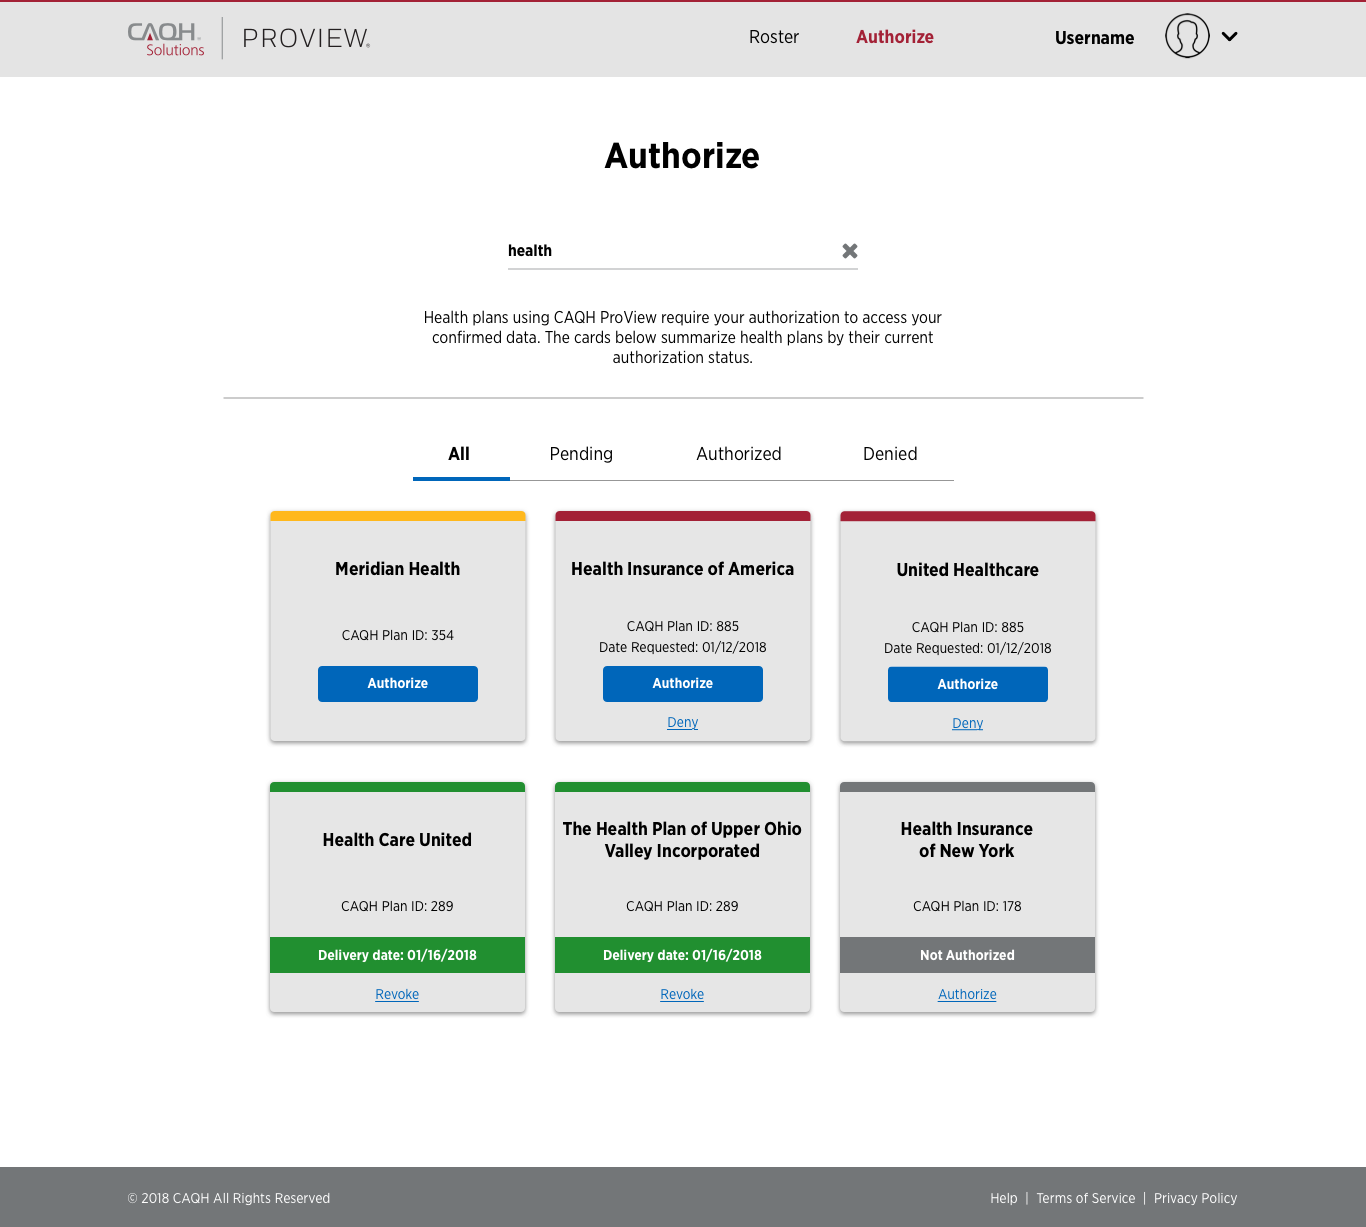 CAQH®
Solutions
PROVIEW®
Roster
Authorize
Username
Authorize
health
Health plans using CAQH ProView require your authorization to access your
confirmed data. The cards below summarize health plans by their current
authorization status.
All
Pending
Authorized
Denied
Meridian Health
CAQH Plan ID: 354
Authorize
Health Insurance of America
CAQH Plan ID: 885
Date Requested: 01/12/2018
Authorize
Deny
United Healthcare
CAQH Plan ID: 885
Date Requested: 01/12/2018
Authorize
Deny
Health Care United
CAQH Plan ID: 289
Delivery date: 01/16/2018
Revoke
The Health Plan of Upper Ohio
Valley Incorporated
CAQH Plan ID: 289
Delivery date: 01/16/2018
Revoke
Health Insurance
of New York
CAQH Plan ID: 178
Not Authorized
Authorize
© 2018 CAQH All Rights Reserved
Help | Terms of Service | Privacy Policy